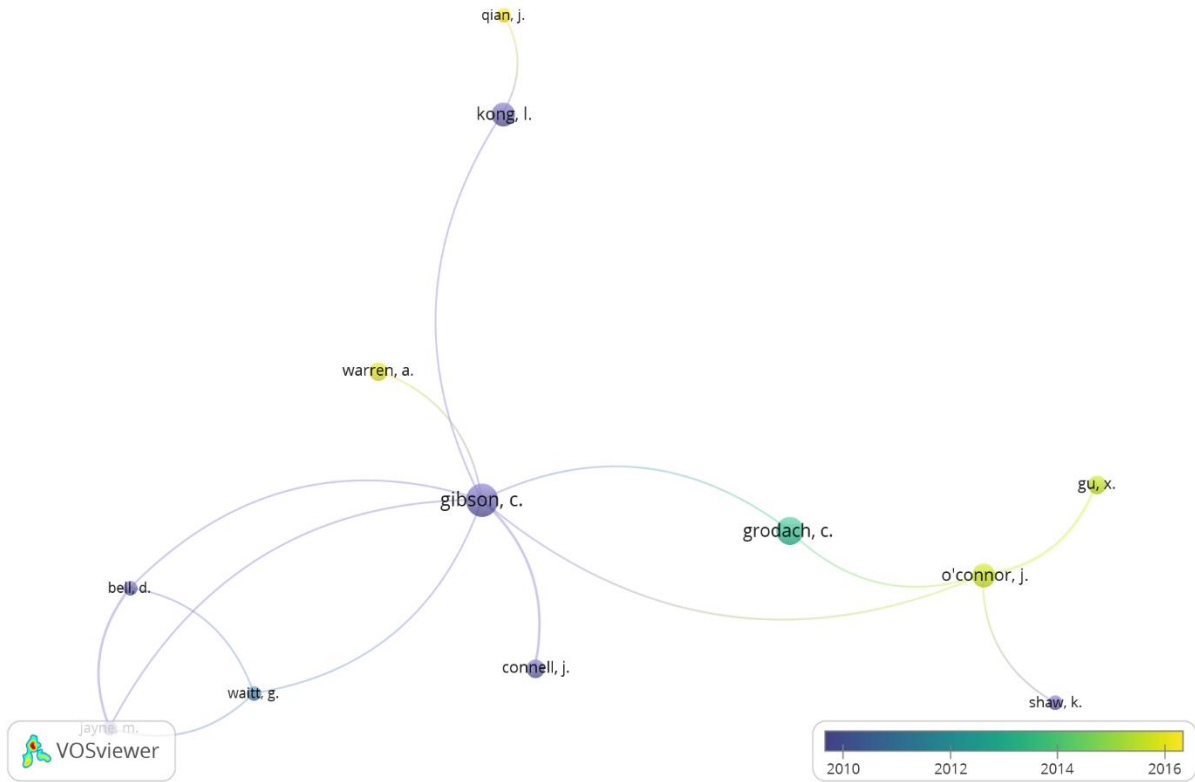 qian, j.
kong, l.
warren, a.
gibson, c.
gu, x.
grodach, c.
o'connor, j.
bell, d.
connell, j.
waitt, g.
shaw, k.
jayne, m.
VOSviewer
2010 2012 2014 2016